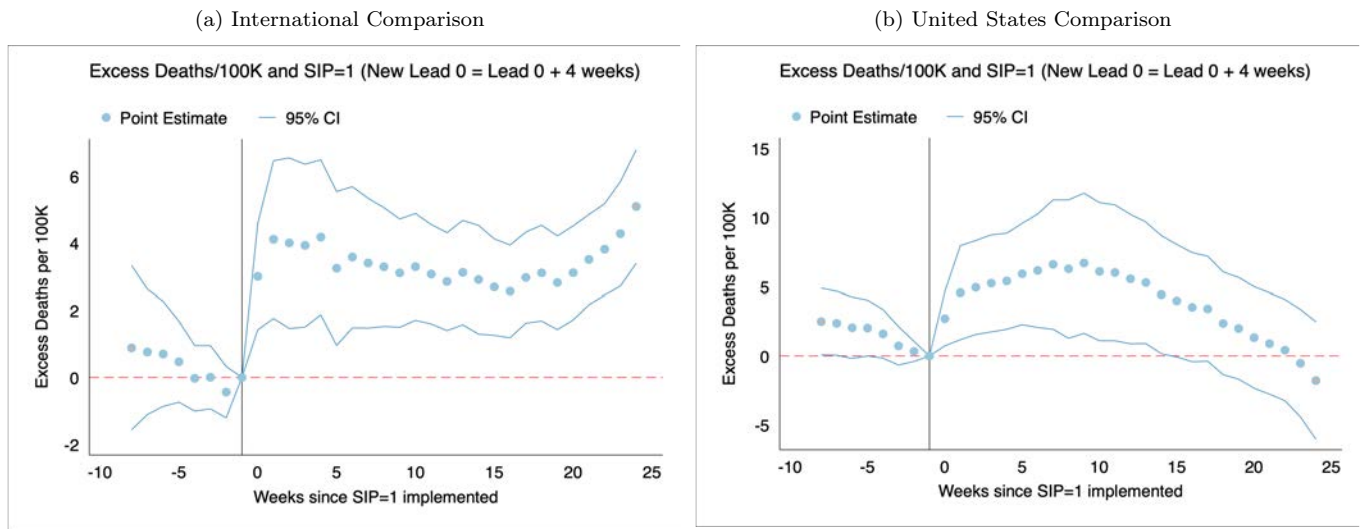 (a) International Comparison
Excess Deaths/100K and SIP=1 (New Lead 0 = Lead 0 + 4 weeks)
Point Estimate 95% CI
Excess Deaths per 100K
6
4
2
0
-2
-10 -5 0 5 10 15 20 25
Weeks since SIP=1 implemented
(b) United States Comparison
Excess Deaths/100K and SIP=1 (New Lead 0 = Lead 0 + 4 weeks)
Point Estimate 95% CI
Excess Deaths per 100K
15
10
5
0
-5
-10 -5 0 5 10 15 20 25
Weeks since SIP=1 implemented